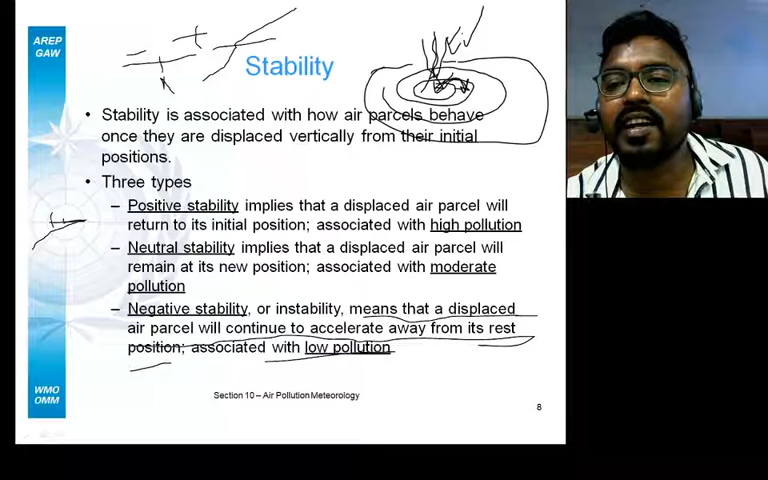 AREP
GAW
Stability
• Stability is associated with how air parcels behave
once they are displaced vertically from their initial
positions.
• Three types
– Positive stability implies that a displaced air parcel will
return to its initial position; associated with high pollution
– Neutral stability implies that a displaced air parcel will
remain at its new position; associated with moderate
pollution
– Negative stability, or instability, means that a displaced
air parcel will continue to accelerate away from its rest
position; associated with low pollution
WMO
OMM
Section 10 – Air Pollution Meteorology
8